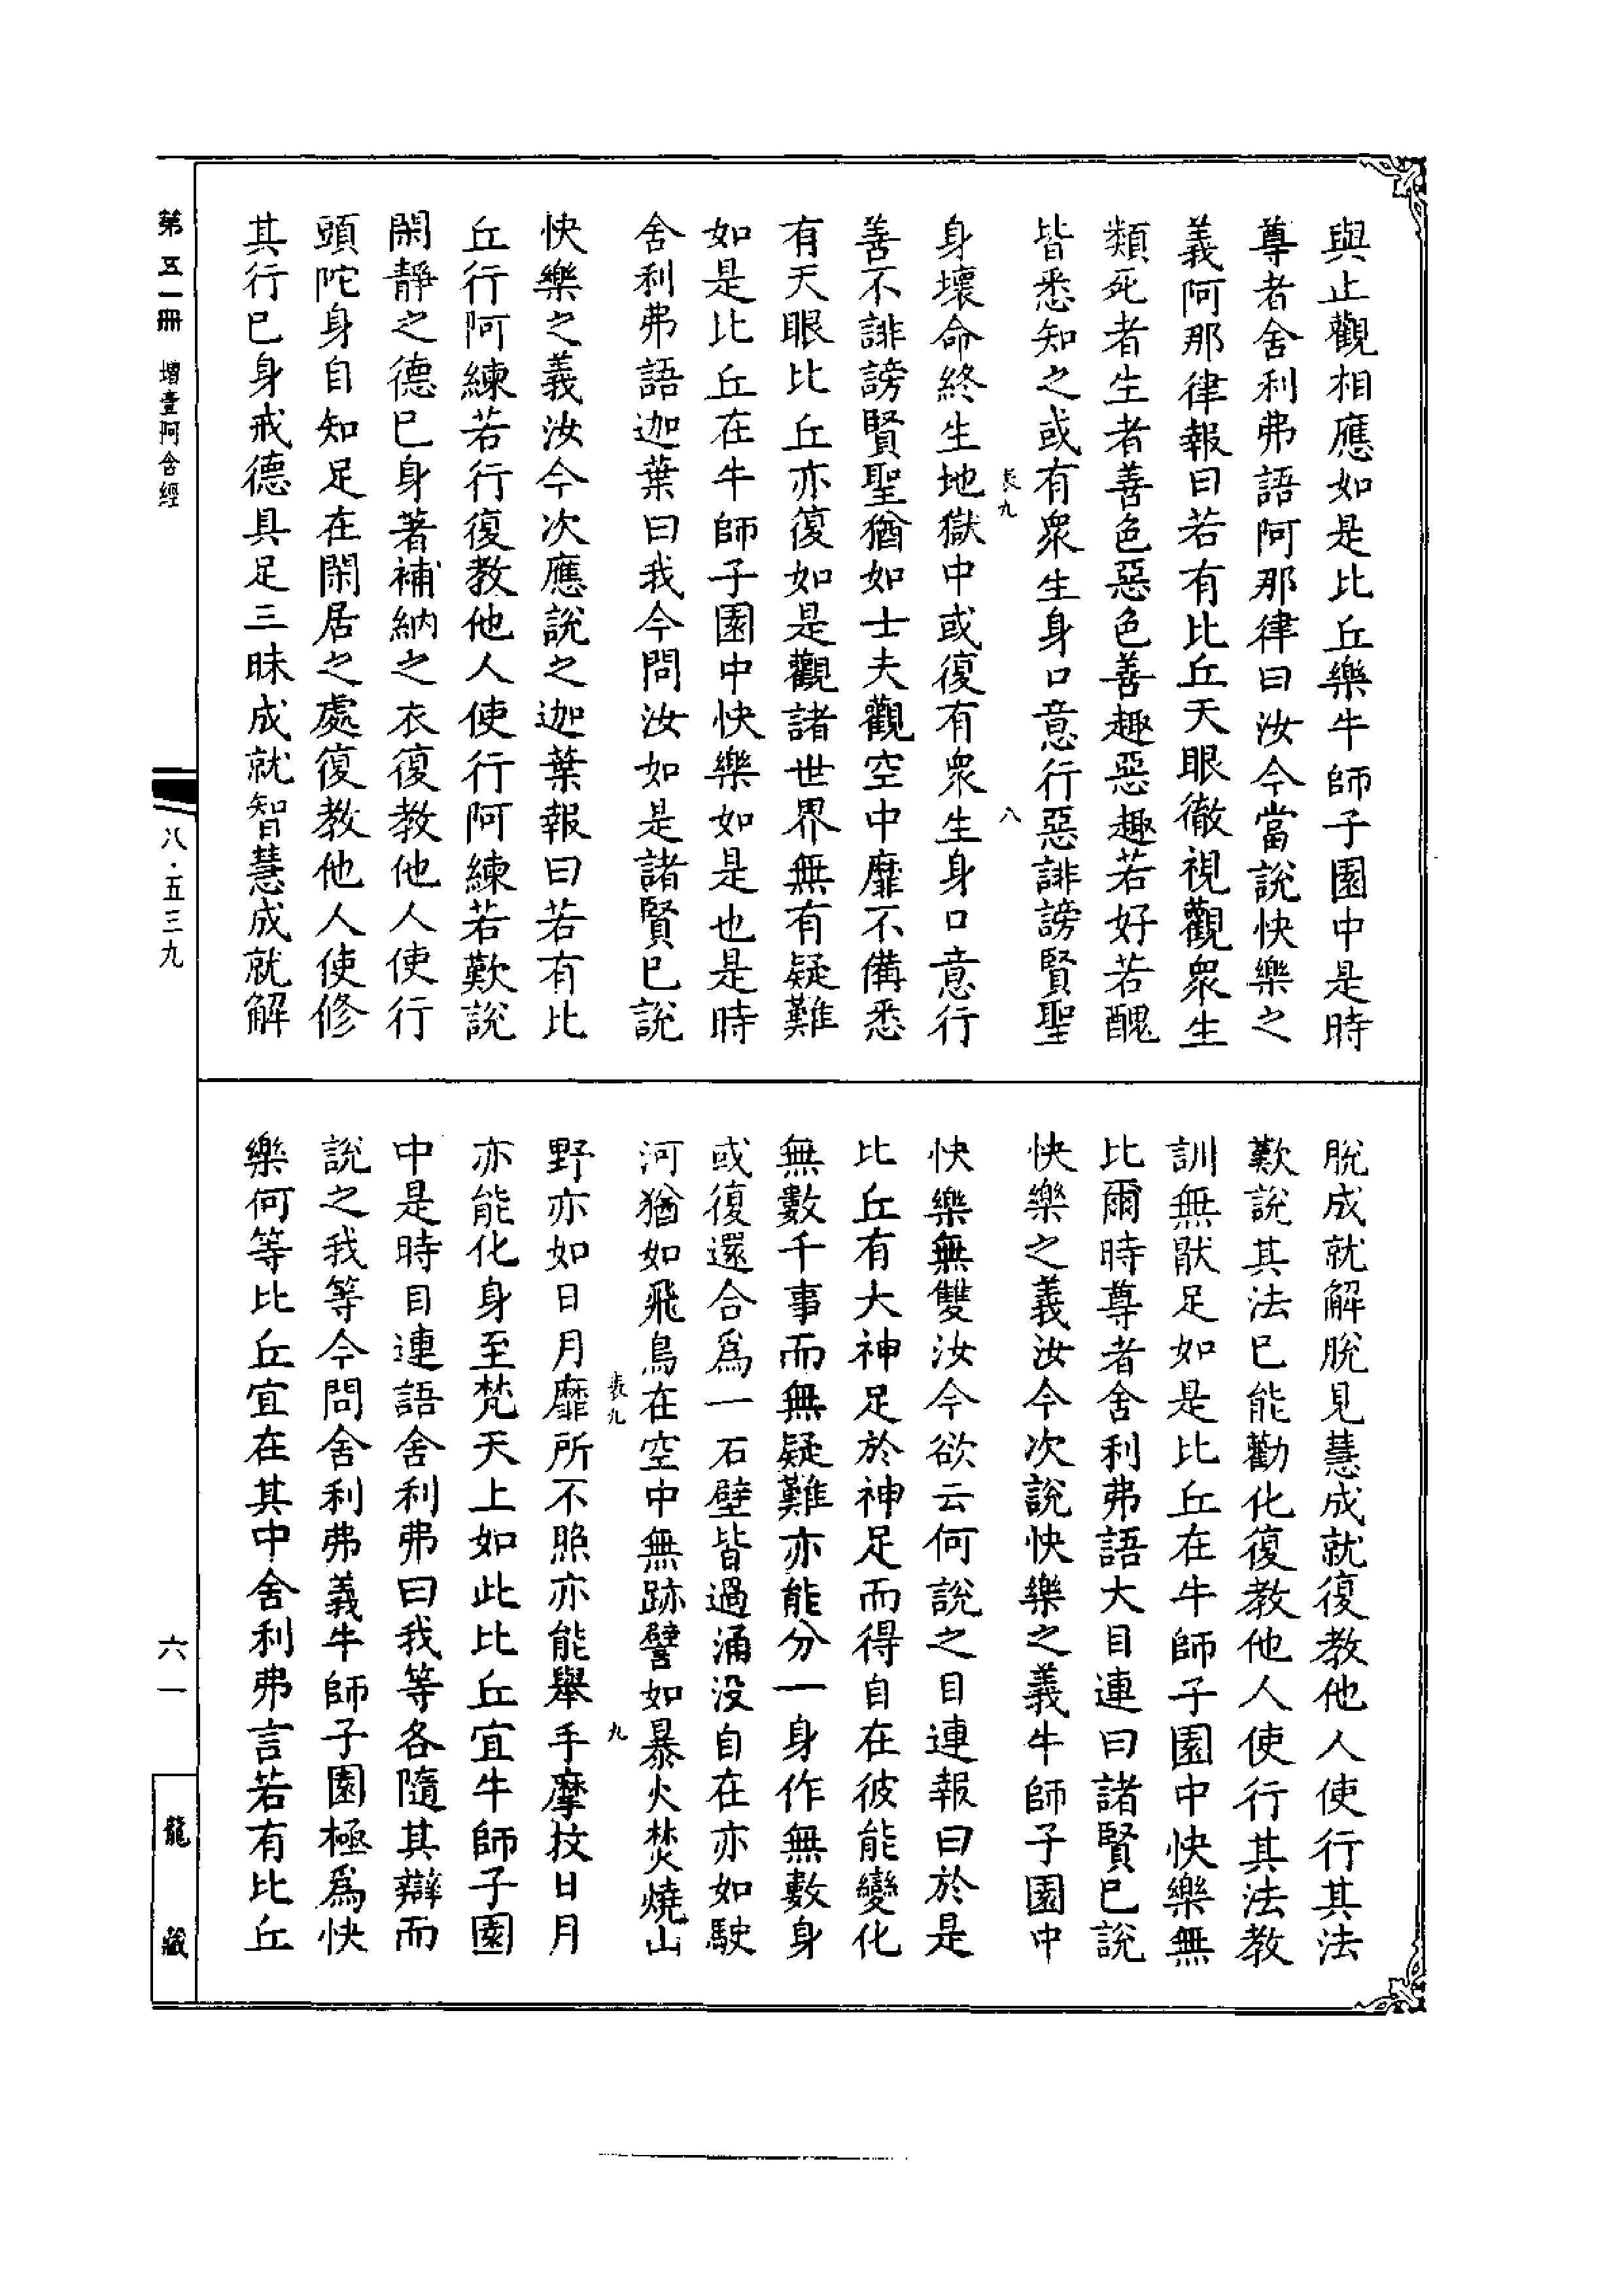 與止觀相應如是比丘樂牛師子園中是時
尊者舍利弗語阿那律曰汝今當說快樂之
義阿那律報曰若有比丘天眼徹視觀衆生
類死者生者善色惡色善趣惡趣若好若醜
皆悉知之或有衆生身口意行惡誹謗賢聖
表九
八
身壞命終生地獄中或復有衆生身口意行
善不誹謗賢聖猶如士夫觀空中靡不備悉
有天眼比丘亦復如是觀諸世界無有疑難
如是比丘在牛師子園中快樂如是也是時
舍利弗語迦葉曰我今問汝如是諸賢已說
快樂之義汝今次應說之迦葉報曰若有比
丘行阿練若行復教他人使行阿練若歎說
閑靜之德已身著補納之衣復教他人使行
頭陀身自知足在閑居之處復教他人使修
其行已身戒德具足三昧成就智慧成就解
脫成就解脫見慧成就復教他人使行其法
歎說其法已能勸化復教他人使行其法教
訓無猒足如是比丘在牛師子園中快樂無
比爾時尊者舍利弗語大目連曰諸賢已說
快樂之義汝今次說快樂之義牛師子園中
快樂無雙汝今欲云何說之目連報曰於是
比丘有大神足於神足而得自在彼能變化
無數千事而無疑難亦能分一身作無數身
或復還合爲一石壁皆過涌沒自在亦如駛
河猶如飛鳥在空中無跡譬如暴火焚燒山
表九
九
野亦如日月靡所不照亦能舉手摩抆日月
亦能化身至梵天上如此比丘宜牛師子園
中是時目連語舍利弗曰我等各隨其辯而
說之我等今問舍利弗義牛師子園極爲快
樂何等比丘宜在其中舍利弗言若有比丘
第五一冊 增壹阿含經
八·五三九
六一
龍藏